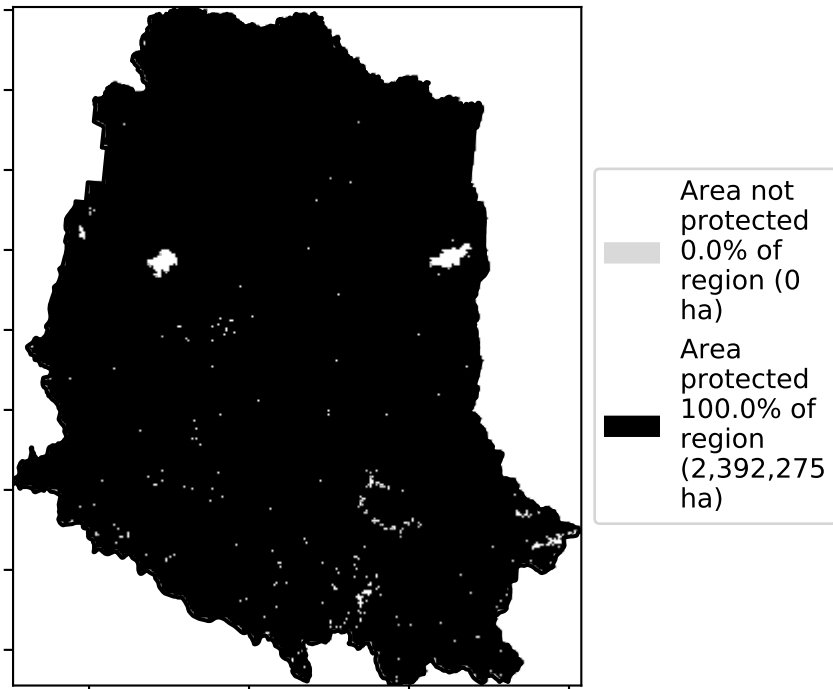 Area not
protected
0.0% of
region (0
ha)
Area
protected
100.0% of
region
(2,392,275
ha)